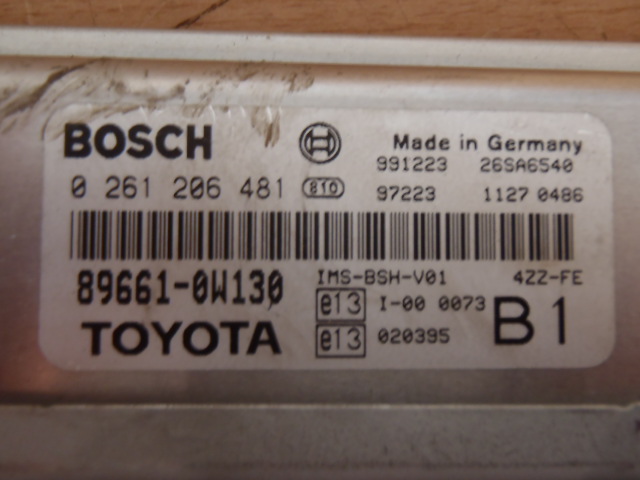 BOSCH
Made in Germany
991223 26SA6540
0 261 206 481 810 97223 1127 0486
89661-0W130
IMS-BSH-V01 4ZZ-FE
e13 I-00 0073
TOYOTA e13 020395 B1